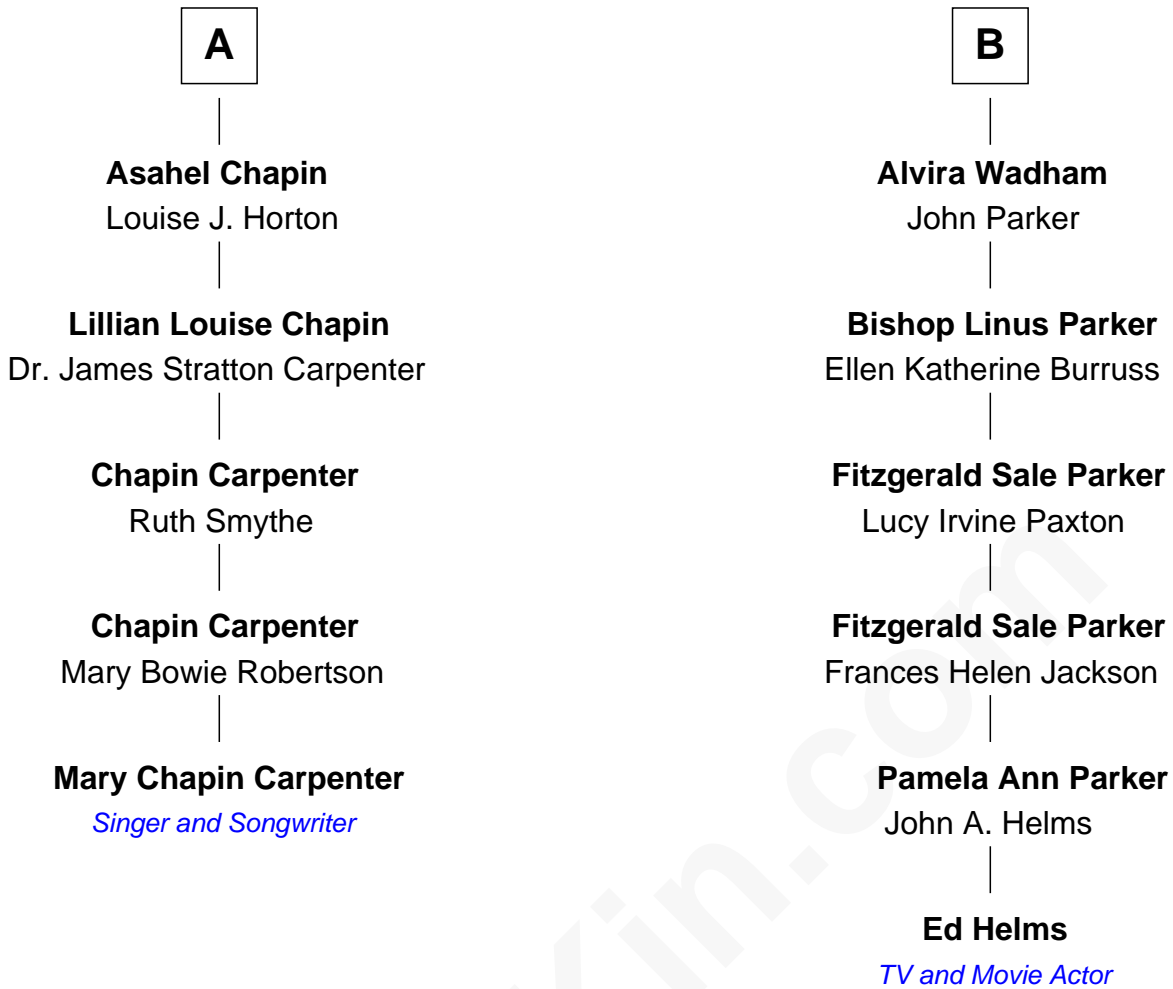 A
Asahel Chapin
Louise J. Horton
Lillian Louise Chapin
Dr. James Stratton Carpenter
Chapin Carpenter
Ruth Smythe
Chapin Carpenter
Mary Bowie Robertson
Mary Chapin Carpenter
Singer and Songwriter
B
Alvira Wadham
John Parker
Bishop Linus Parker
Ellen Katherine Burruss
Fitzgerald Sale Parker
Lucy Irvine Paxton
Fitzgerald Sale Parker
Frances Helen Jackson
Pamela Ann Parker
John A. Helms
Ed Helms
TV and Movie Actor
Kin.com